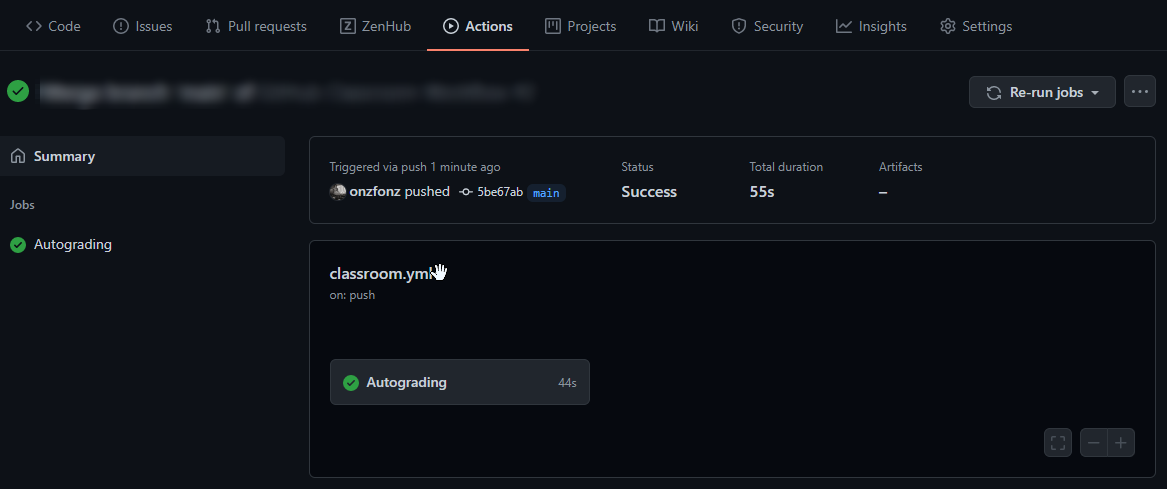 Code Issues Pull requests ZenHub Actions Projects Wiki Security Insights Settings
Re-run jobs
Summary
Jobs
Autograding
Triggered via push 1 minute ago
onzfonz pushed 5be67ab main
Status
Success
Total duration
55s
Artifacts
–
classroom.yml
on: push
Autograding 44s